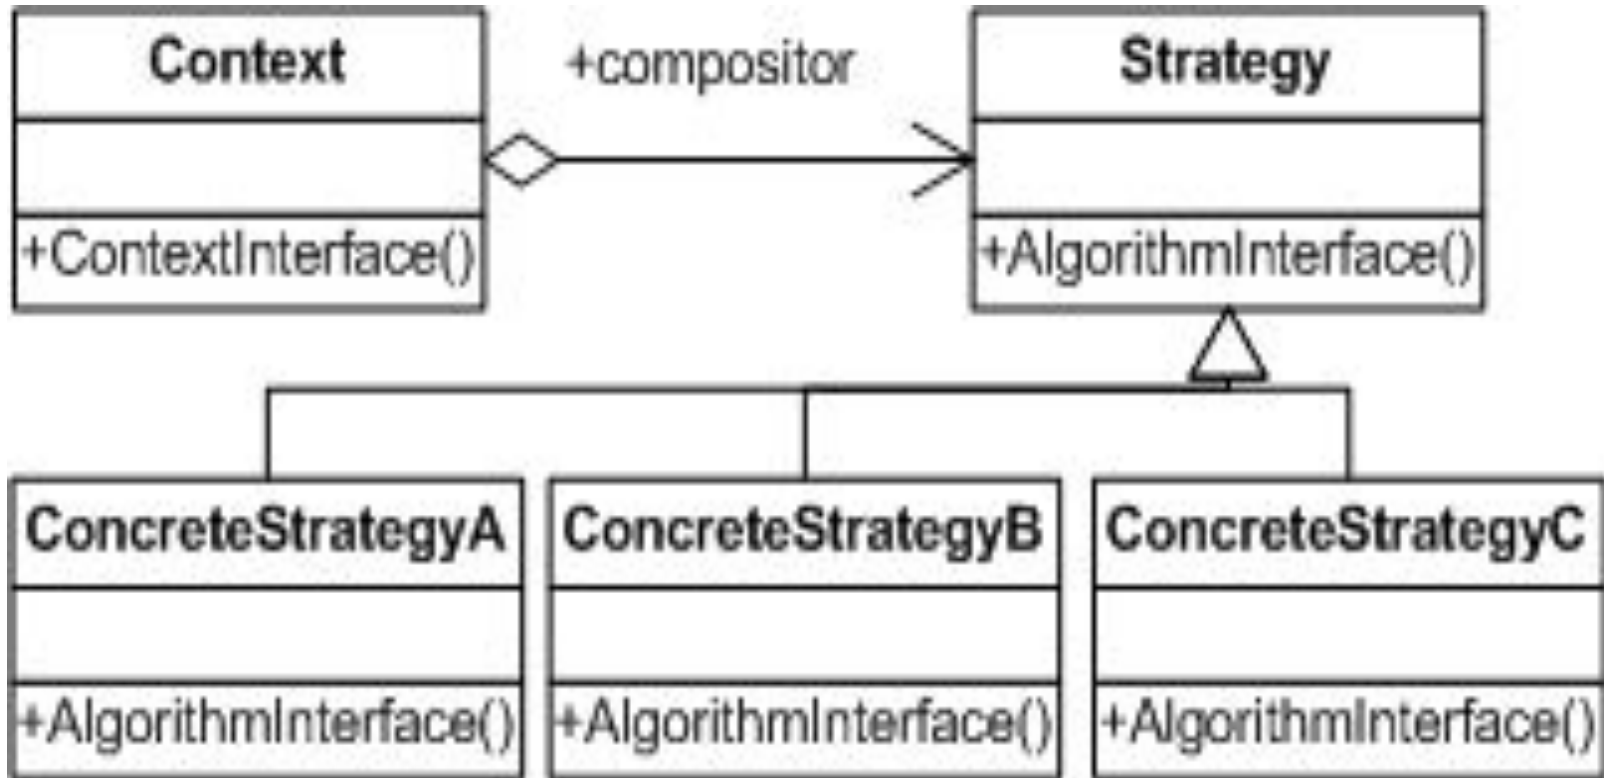 Context
+compositor
Strategy
+ContextInterface()
+AlgorithmInterface()
ConcreteStrategyA
ConcreteStrategyB
ConcreteStrategyC
+AlgorithmInterface()
+AlgorithmInterface()
+AlgorithmInterface()